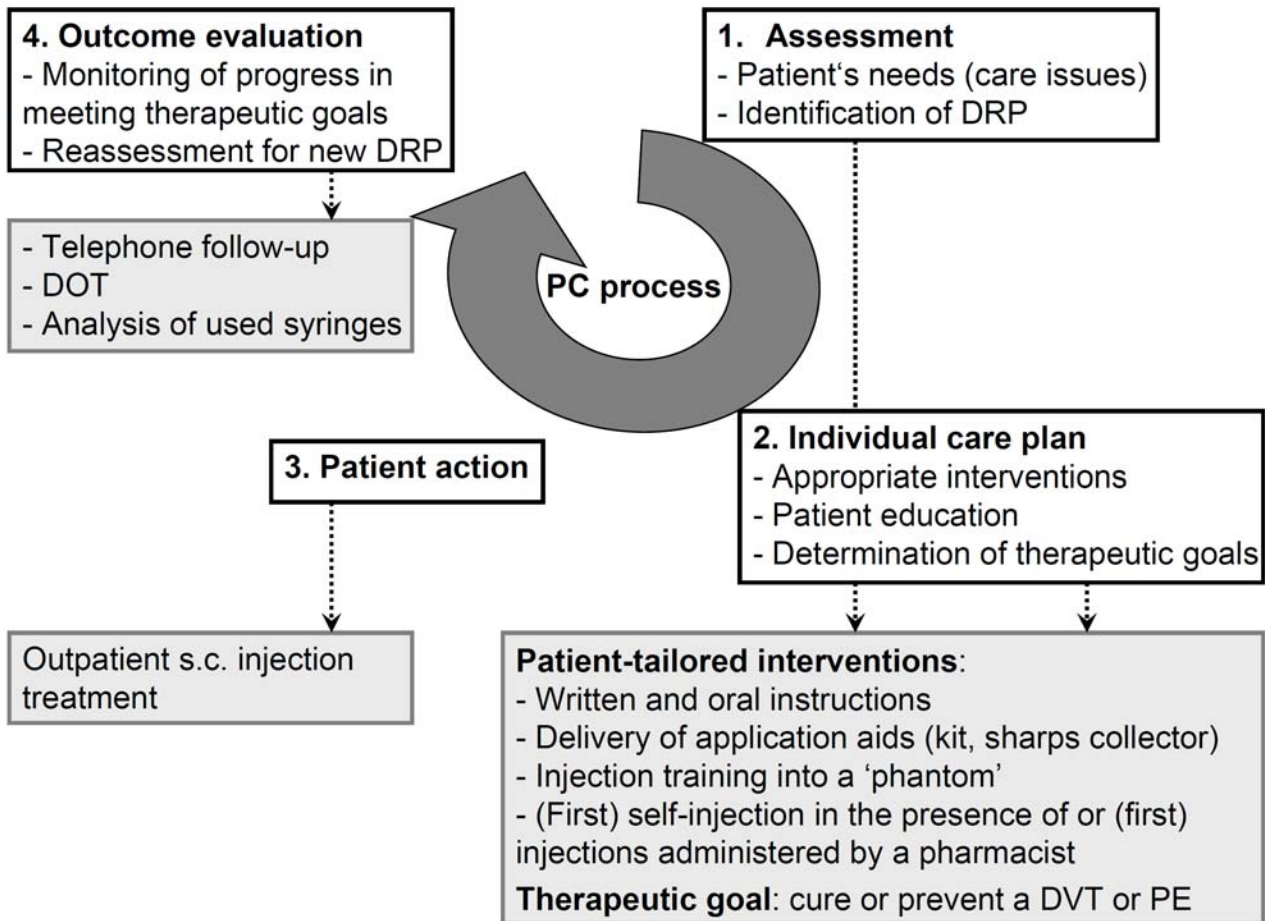 4. Outcome evaluation
- Monitoring of progress in
meeting therapeutic goals
- Reassessment for new DRP
- Telephone follow-up
- DOT
- Analysis of used syringes
1. Assessment
- Patient‘s needs (care issues)
- Identification of DRP
PC process
2. Individual care plan
- Appropriate interventions
- Patient education
- Determination of therapeutic goals
3. Patient action
Outpatient s.c. injection
treatment
Patient-tailored interventions:
- Written and oral instructions
- Delivery of application aids (kit, sharps collector)
- Injection training into a ‘phantom’
- (First) self-injection in the presence of or (first)
injections administered by a pharmacist
Therapeutic goal: cure or prevent a DVT or PE